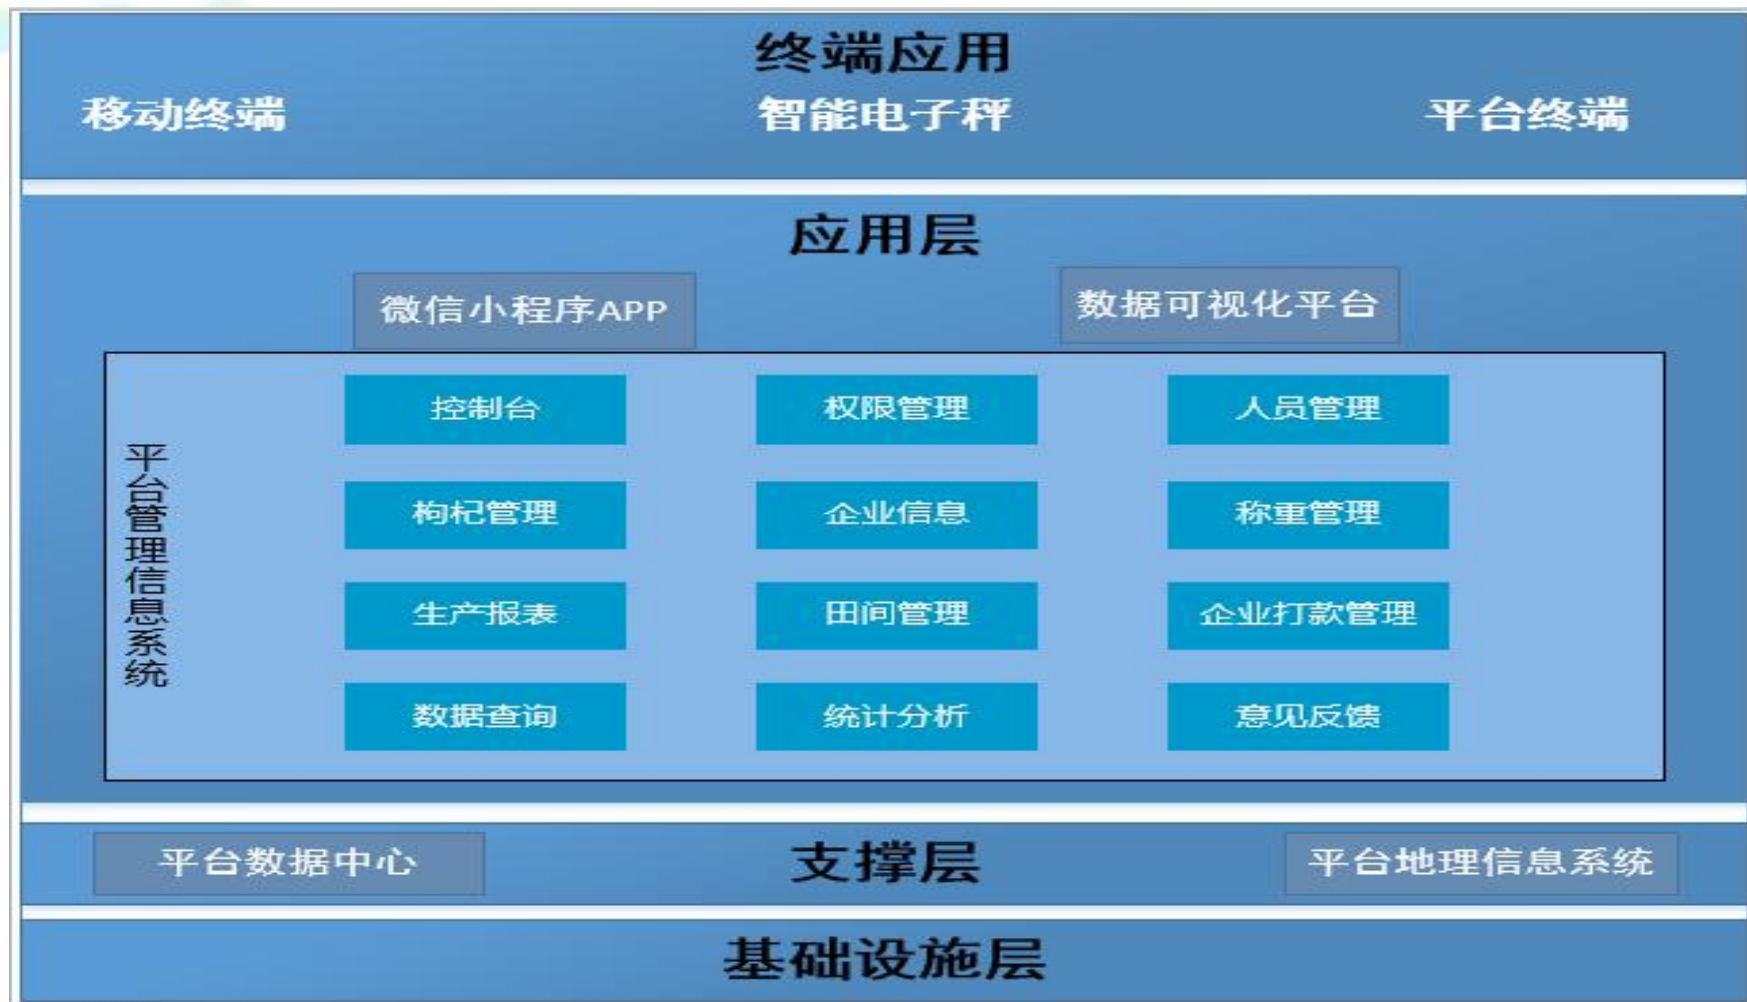 终端应用
移动终端 智能电子秤 平台终端
应用层
微信小程序APP 数据可视化平台
平台管理信息系统
控制台 权限管理 人员管理
枸杞管理 企业信息 称重管理
生产报表 田间管理 企业打款管理
数据查询 统计分析 意见反馈
平台数据中心 支撑层 平台地理信息系统
基础设施层